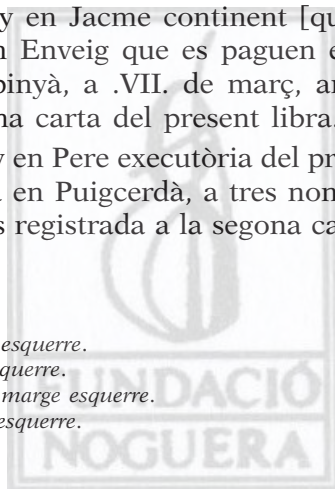 y en Jacme continent [qu
n Enveig que es paguen e
pinyà, a .VII. de març, an
na carta del present libra.
y en Pere executòria del pr
a en Puigcerdà, a tres non
s registrada a la segona ca
esquerre.
querre.
marge esquerre.
esquerre.
FUNDACIÓ
NOGUERA